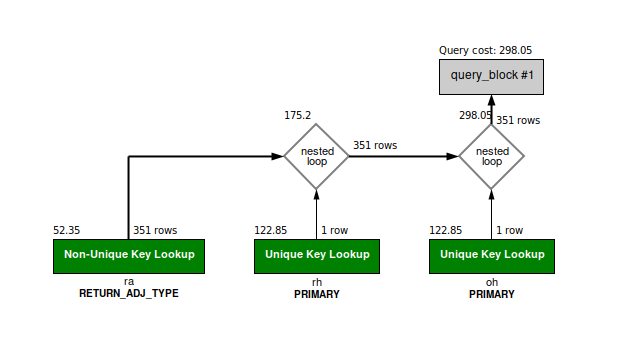 Query cost: 298.05
query_block #1
175.2
298.05
351 rows
nested
loop
351 rows
nested
loop
52.35
351 rows
122.85
1 row
122.85
1 row
Non-Unique Key Lookup
Unique Key Lookup
Unique Key Lookup
ra
rh
oh
RETURN_ADJ_TYPE
PRIMARY
PRIMARY